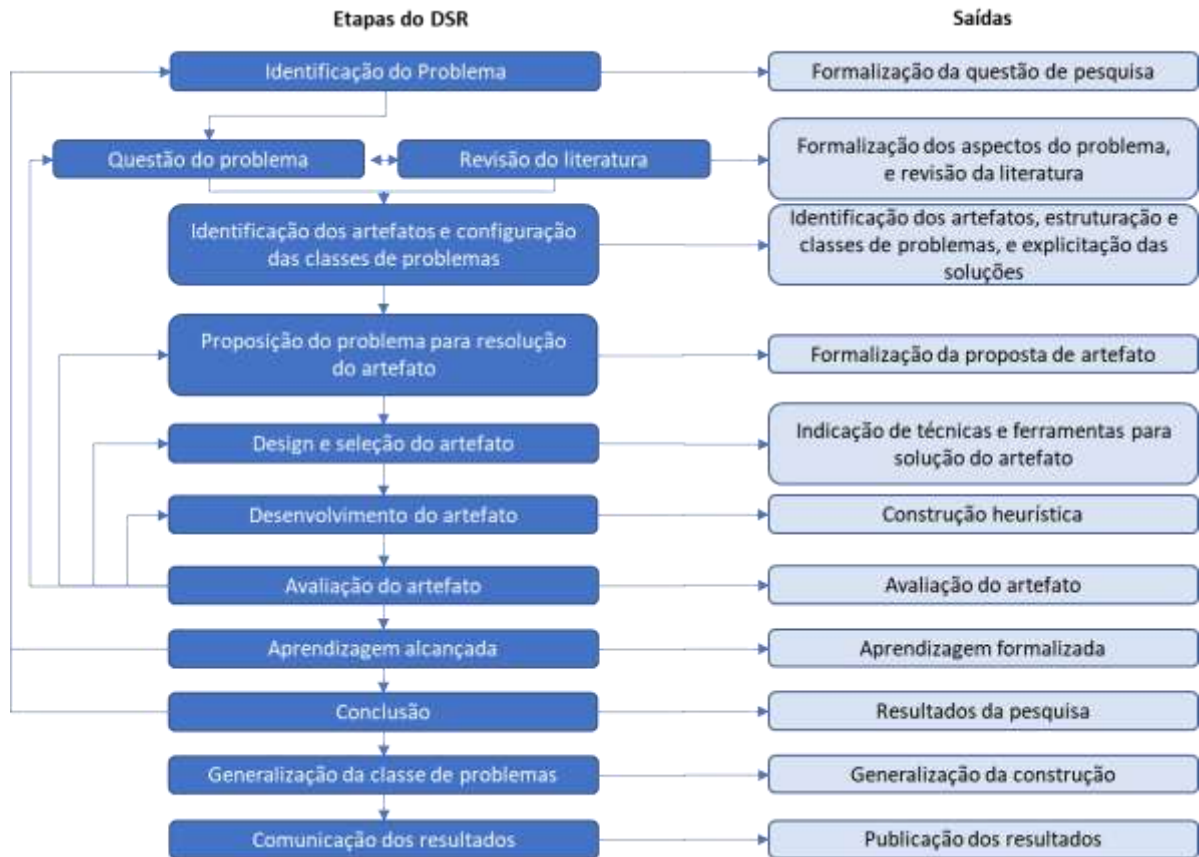 Etapas do DSR
Saídas
Identificação do Problema
Formalização da questão de pesquisa
Questão do problema
Revisão do literatura
Formalização dos aspectos do problema,
e revisão da literatura
Identificação dos artefatos e configuração
das classes de problemas
Identificação dos artefatos, estruturação e
classes de problemas, e explicitação das
soluções
Proposição do problema para resolução
do artefato
Formalização da proposta de artefato
Design e seleção do artefato
Indicação de técnicas e ferramentas para
solução do artefato
Desenvolvimento do artefato
Construção heurística
Avaliação do artefato
Avaliação do artefato
Aprendizagem alcançada
Aprendizagem formalizada
Conclusão
Resultados da pesquisa
Generalização da classe de problemas
Generalização da construção
Comunicação dos resultados
Publicação dos resultados